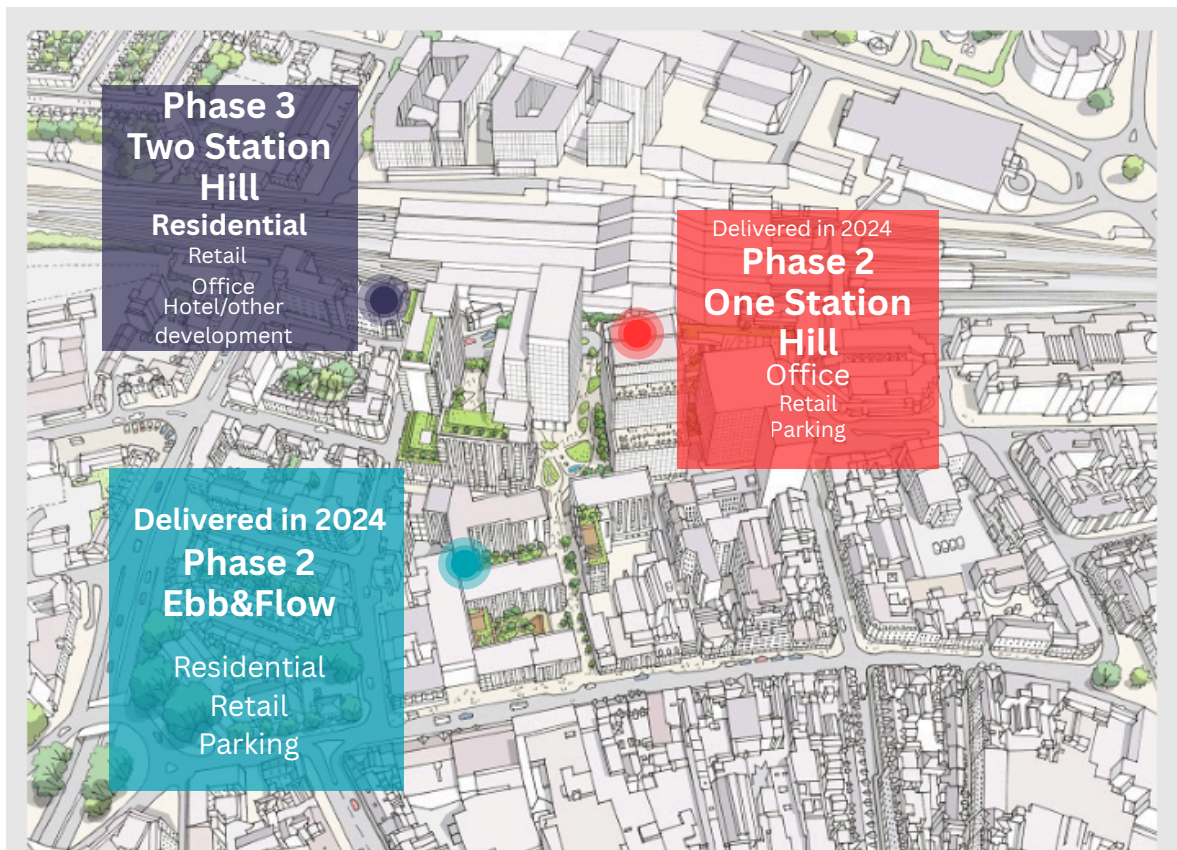 Phase 3
Two Station
Hill
Residential
Retail
Office
Hotel/other
development
Delivered in 2024
Phase 2
One Station
Hill
Office
Retail
Parking
Delivered in 2024
Phase 2
Ebb&Flow
Residential
Retail
Parking